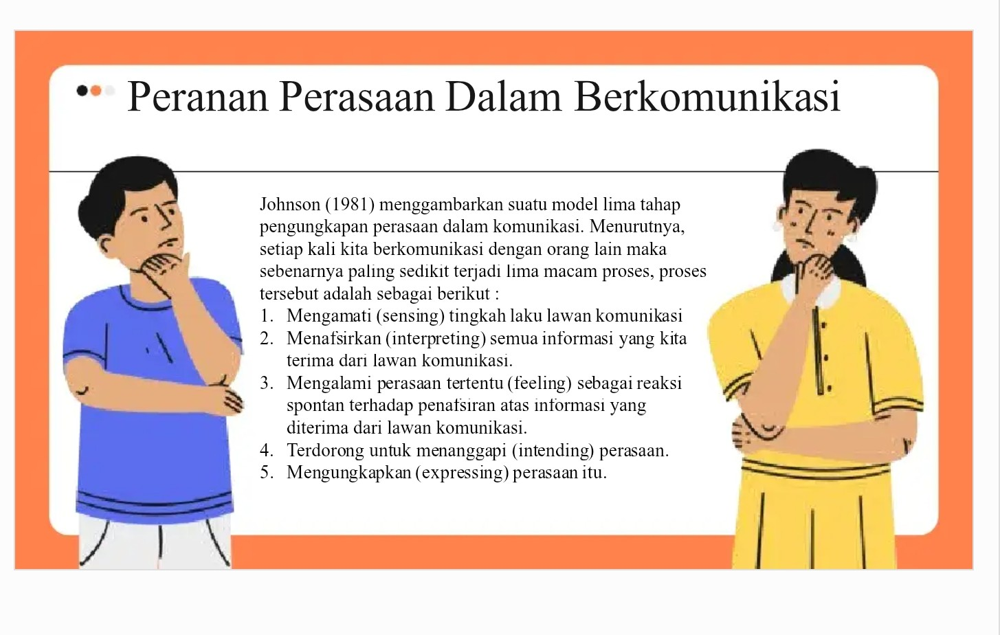 Peranan Perasaan Dalam Berkomunikasi
Johnson (1981) menggambarkan suatu model lima tahap
pengungkapan perasaan dalam komunikasi. Menurutnya,
setiap kali kita berkomunikasi dengan orang lain maka
sebenarnya paling sedikit terjadi lima macam proses, proses
tersebut adalah sebagai berikut :
1. Mengamati (sensing) tingkah laku lawan komunikasi
2. Menafsirkan (interpreting) semua informasi yang kita
terima dari lawan komunikasi.
3. Mengalami perasaan tertentu (feeling) sebagai reaksi
spontan terhadap penafsiran atas informasi yang
diterima dari lawan komunikasi.
4. Terdorong untuk menanggapi (intending) perasaan.
5. Mengungkapkan (expressing) perasaan itu.